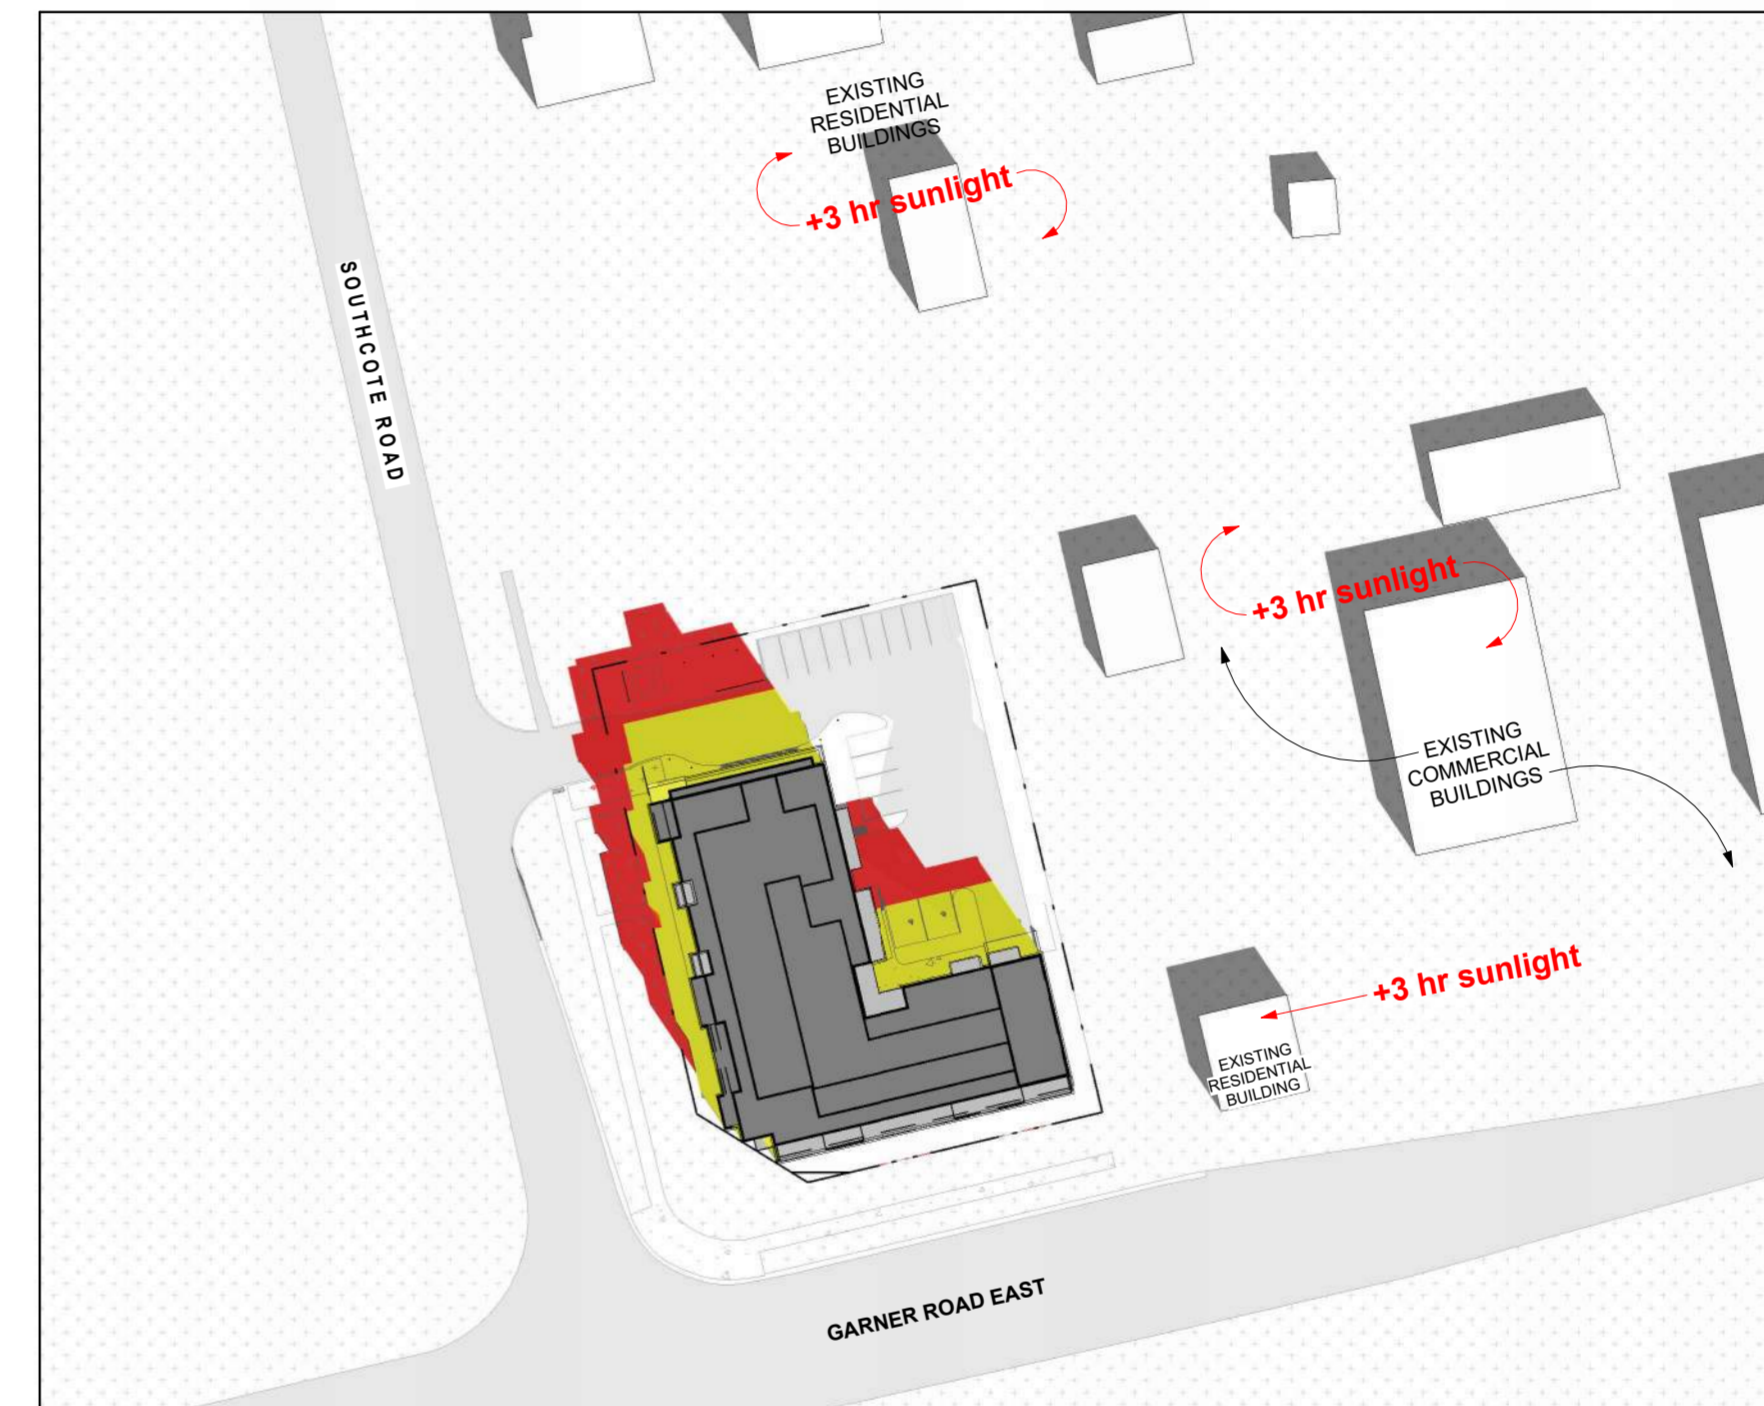 EXISTING
RESIDENTIAL
BUILDINGS
+3 hr sunlight
SOUTHCOTE ROAD
+3 hr sunlight
EXISTING
COMMERCIAL
BUILDINGS
+3 hr sunlight
EXISTING
RESIDENTIAL
BUILDING
GARNER ROAD EAST